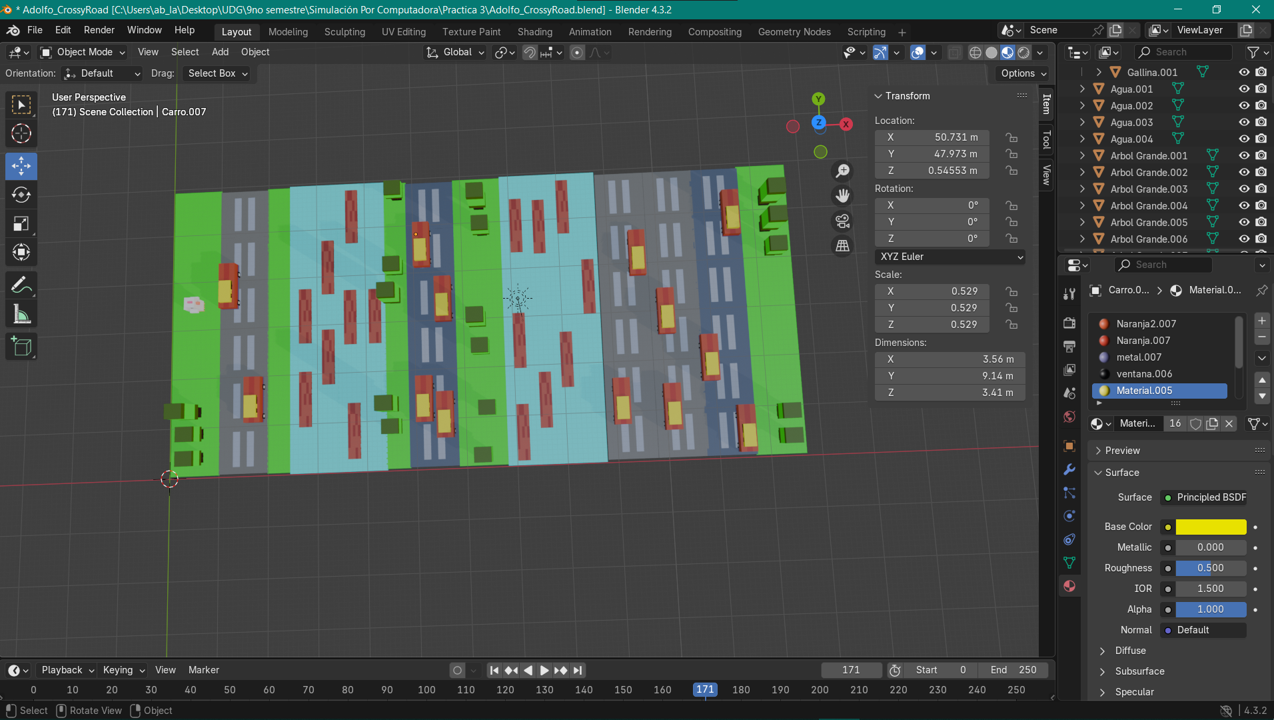 * Adolfo_CrossyRoad [C:\Users\ab_la\Desktop\UDG\9no semestre\Simulación Por Computadora\Practica 3\Adolfo_CrossyRoad.blend] - Blender 4.3.2
File Edit Render Window Help Layout Modeling Sculpting UV Editing Texture Paint Shading Animation Rendering Compositing Geometry Nodes Scripting + Scene ViewLayer
Object Mode View Select Add Object Global Search
Orientation: Default Drag: Select Box Options
User Perspective
(171) Scene Collection | Carro.007
Y
X
Z
Transform
Location:
X 50.731 m
Y 47.973 m
Z 0.54553 m
Rotation:
X 0°
Y 0°
Z 0°
XYZ Euler
Scale:
X 0.529
Y 0.529
Z 0.529
Dimensions:
X 3.56 m
Y 9.14 m
Z 3.41 m
Item
Tool
View
Gallina.001
Agua.001
Agua.002
Agua.003
Agua.004
Arbol Grande.001
Arbol Grande.002
Arbol Grande.003
Arbol Grande.004
Arbol Grande.005
Arbol Grande.006
Search
Carro.0... Material.0...
Naranja2.007
Naranja.007
metal.007
ventana.006
Material.005
Materi... 16
Preview
Surface
Surface Principled BSDF
Base Color
Metallic 0.000
Roughness 0.500
IOR 1.500
Alpha 1.000
Normal Default
Diffuse
Subsurface
Specular
Playback Keying View Marker 171 Start 0 End 250
0 10 20 30 40 50 60 70 80 90 100 110 120 130 140 150 160 171 180 190 200 210 220 230 240 250
Select Rotate View Object 4.3.2